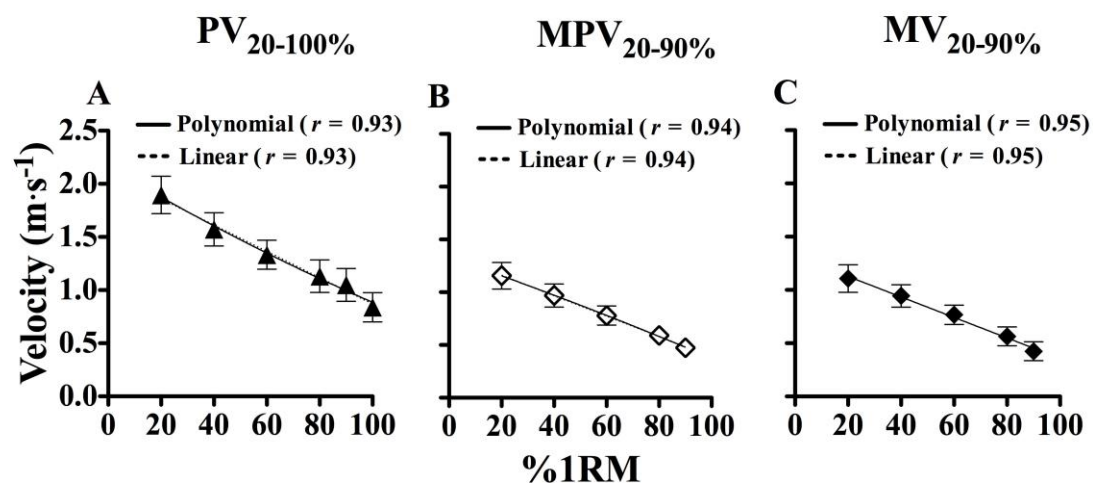 PV20-100%
MPV20-90%
MV20-90%
A
B
C
Polynomial (r = 0.93)
Linear (r = 0.93)
Polynomial (r = 0.94)
Linear (r = 0.94)
Polynomial (r = 0.95)
Linear (r = 0.95)
Velocity (m·s-1)
2.5
2.0
1.5
1.0
0.5
0.0
0 20 40 60 80 100
0 20 40 60 80 100
0 20 40 60 80 100
%1RM